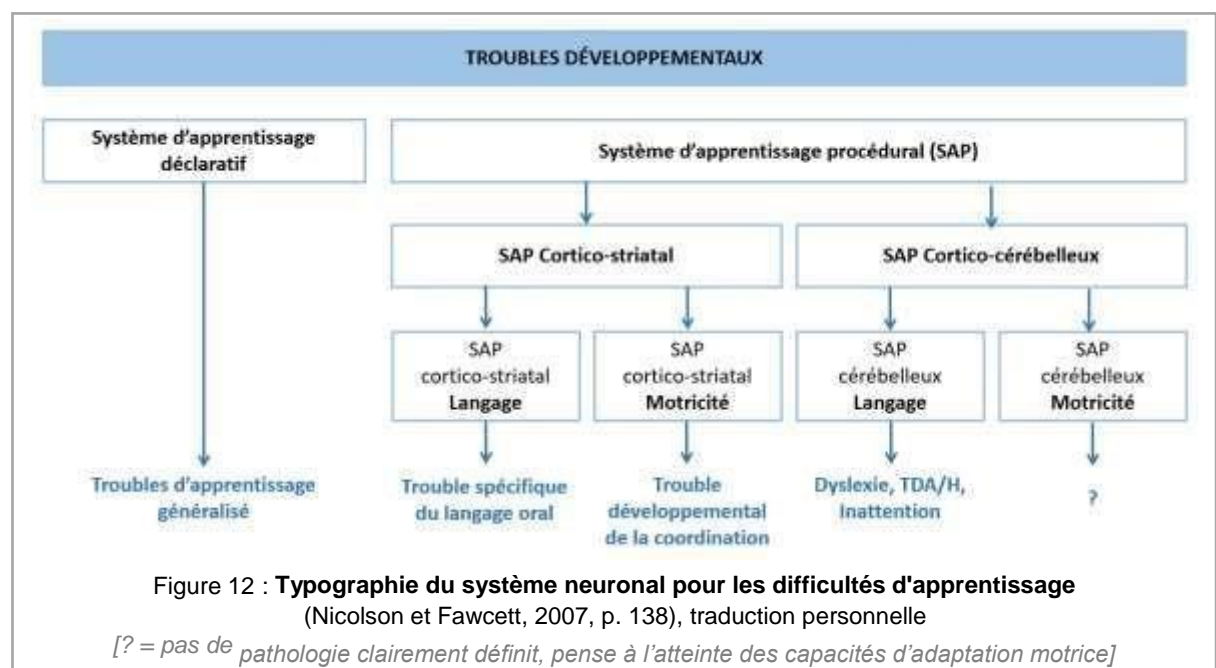 TROUBLES DÉVELOPPEMENTAUX
Système d'apprentissage
déclaratif
Système d'apprentissage procédural (SAP)
SAP Cortico-striatal
SAP Cortico-cérébelleux
SAP
cortico-striatal
Langage
SAP
cortico-striatal
Motricité
SAP
cérébelleux
Langage
SAP
cérébelleux
Motricité
Troubles d'apprentissage
généralisé
Trouble spécifique
du langage oral
Trouble
développemental
de la coordination
Dyslexie, TDA/H,
Inattention
?
Figure 12 : Typographie du système neuronal pour les difficultés d'apprentissage
(Nicolson et Fawcett, 2007, p. 138), traduction personnelle
[? = pas de pathologie clairement définit, pense à l'atteinte des capacités d'adaptation motrice]